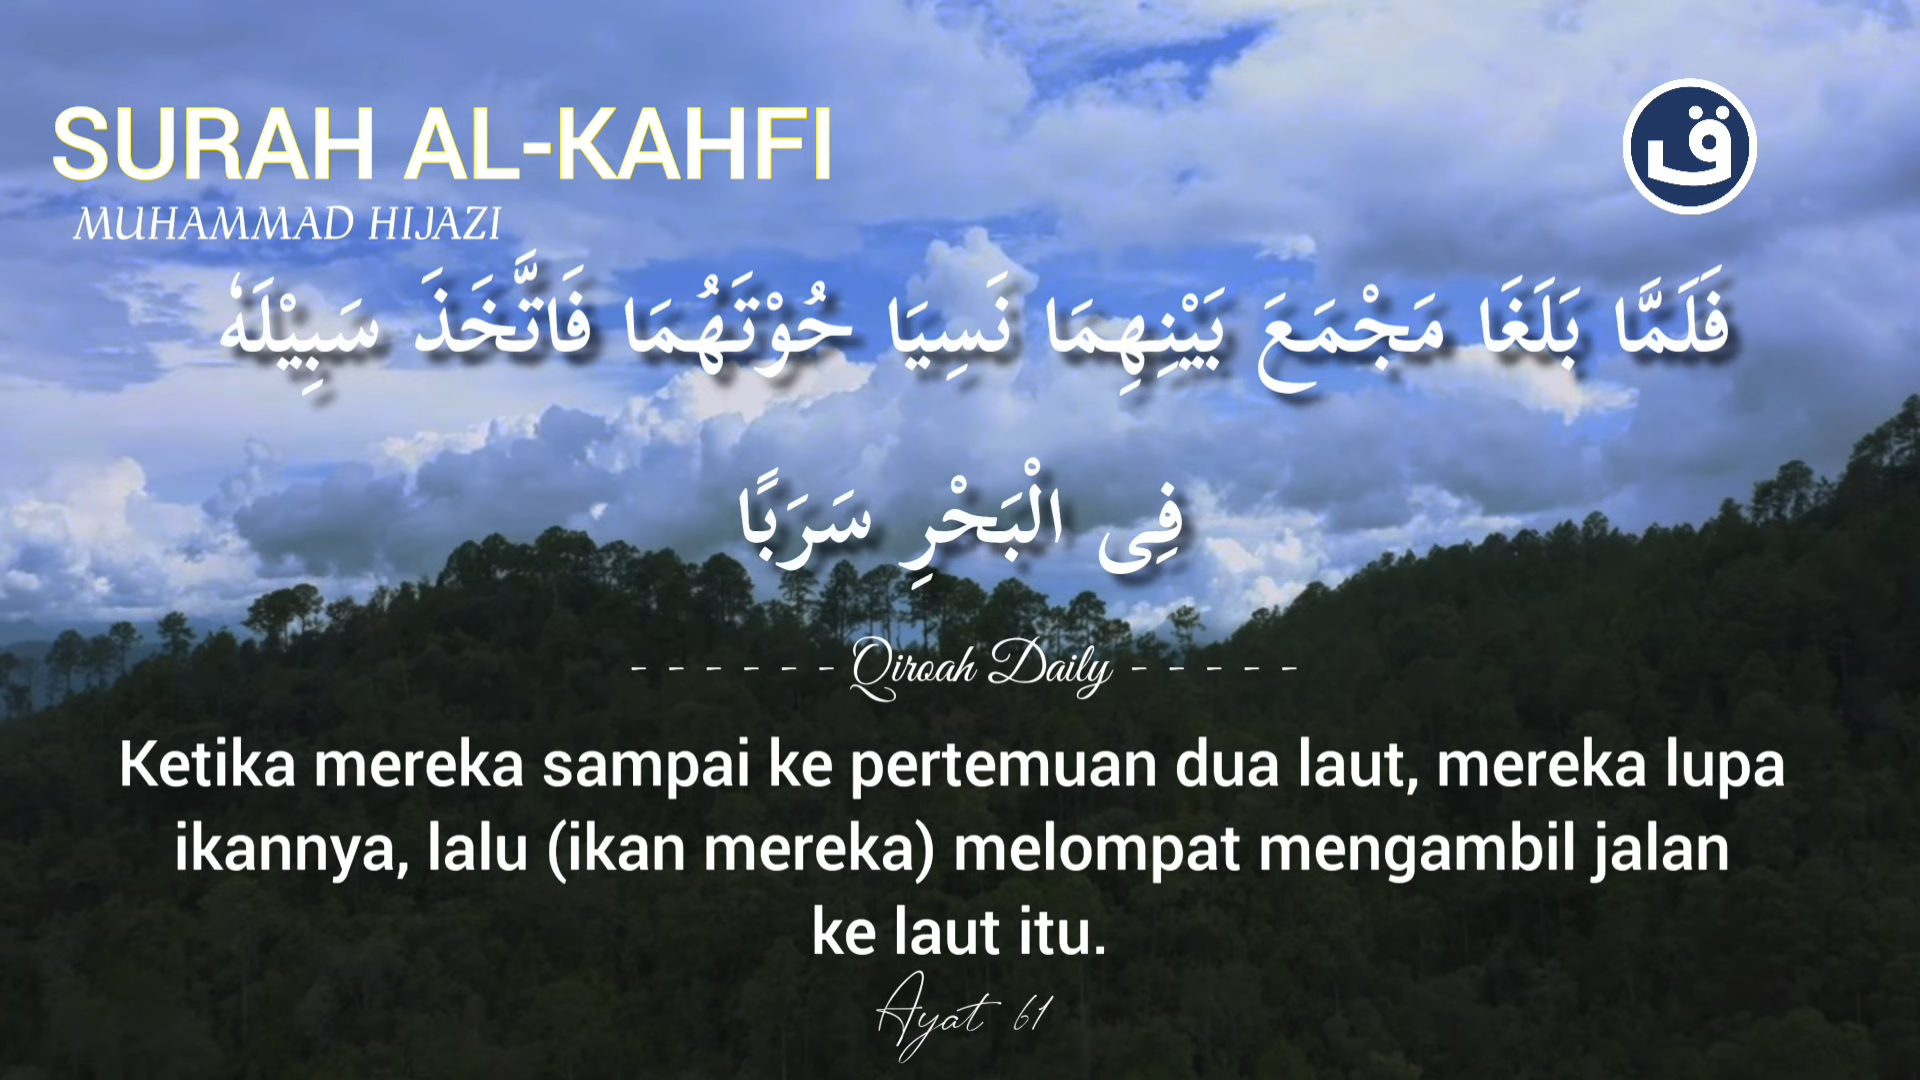 SURAH AL-KAHFI
MUHAMMAD HIJAZI
ق
فَلَمَّا بَلَغَا مَجْمَعَ بَيْنِهِمَا نَسِيَا حُوْتَهُمَا فَاتَّخَذَ سَبِيْلَهٗ
فِى الْبَحْرِ سَرَبًا
- - - - - - Qiroah Daily - - - - -
Ketika mereka sampai ke pertemuan dua laut, mereka lupa
ikannya, lalu (ikan mereka) melompat mengambil jalan
ke laut itu.
Ayat 61